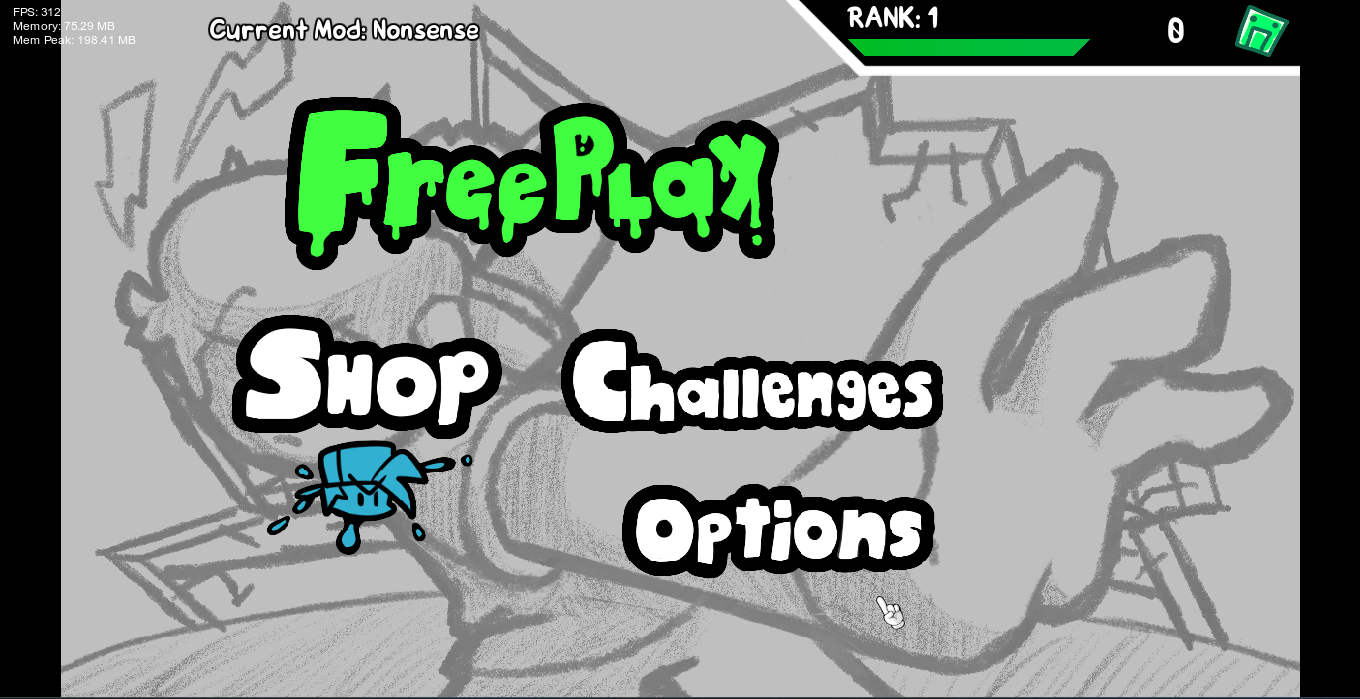 FPS: 312
Memory: 75.29 MB
Mem Peak: 198.41 MB
Current Mod: Nonsense
RANK: 1
0
FreePlay
Shop
Challenges
Options